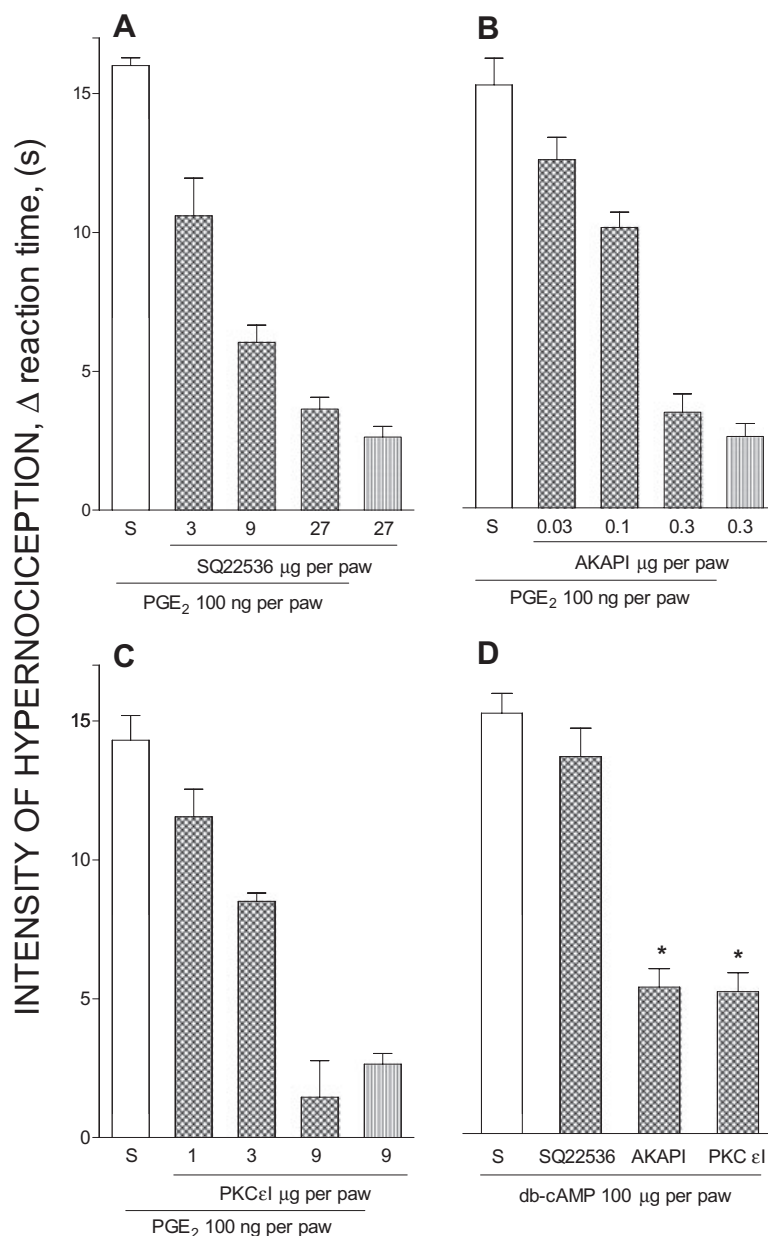 INTENSITY OF HYPERNOCICEPTION, Δ reaction time, (s)
A
15
10
5
0
S 3 9 27 27
SQ22536 μg per paw
PGE₂ 100 ng per paw
B
S 0.03 0.1 0.3 0.3
AKAPI μg per paw
PGE₂ 100 ng per paw
C
15
10
5
0
S 1 3 9 9
PKCεI μg per paw
PGE₂ 100 ng per paw
D
* *
S SQ22536 AKAPI PKC εI
db-cAMP 100 μg per paw